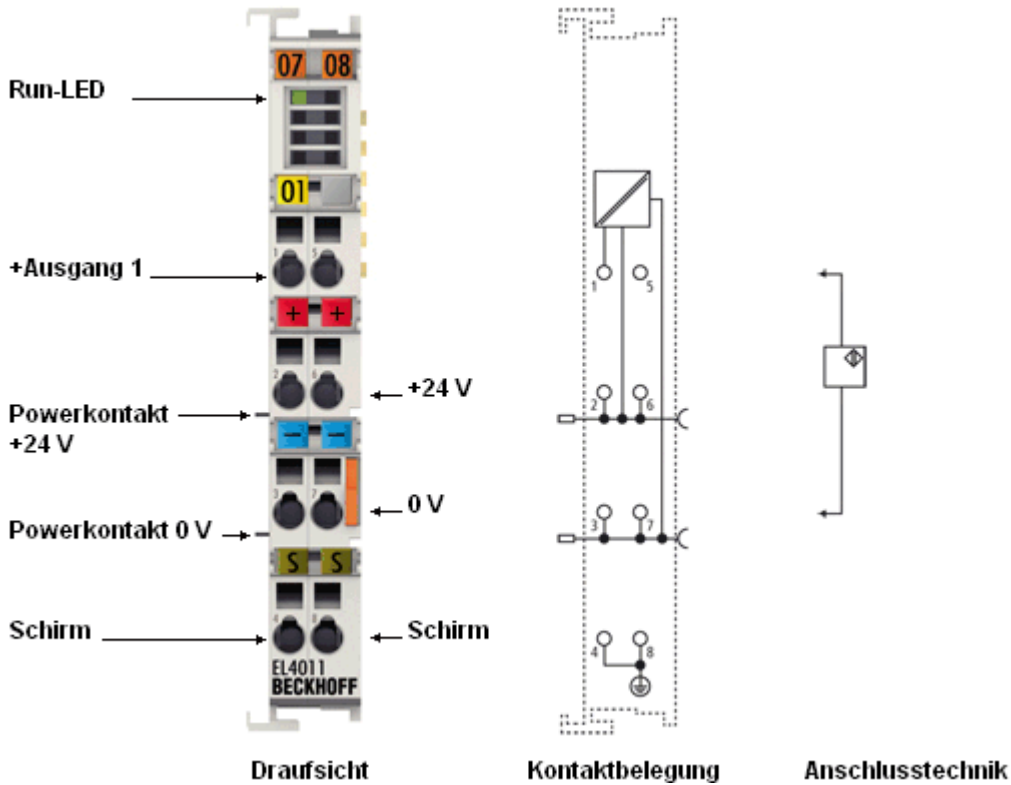 07 08
Run-LED
01
+Ausgang 1
1 5
1 5
+ +
2 6
+24 V
2 6
Powerkontakt
+24 V
− −
3 7
0 V
3 7
Powerkontakt 0 V
S S
Schirm
4 8
Schirm
4 8
EL4011
BECKHOFF
Draufsicht Kontaktbelegung Anschlusstechnik